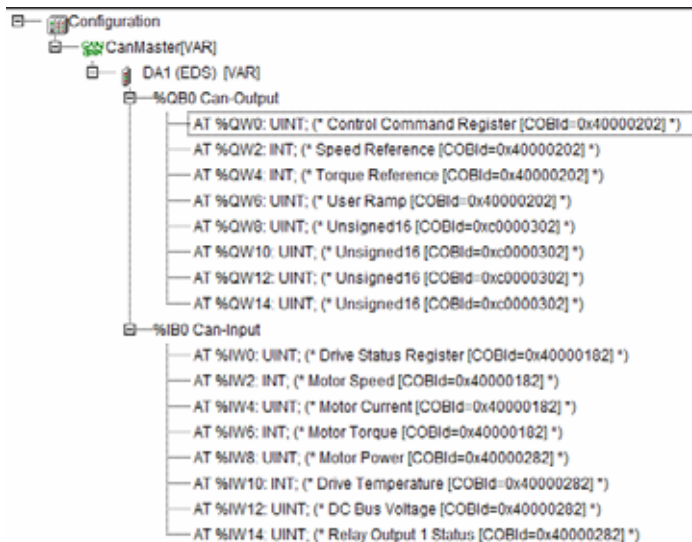 Configuration
CanMaster[VAR]
DA1 (EDS) [VAR]
%QB0 Can-Output
AT %QW0: UINT; (* Control Command Register [COBId=0x40000202] *)
AT %QW2: INT; (* Speed Reference [COBId=0x40000202] *)
AT %QW4: INT; (* Torque Reference [COBId=0x40000202] *)
AT %QW6: UINT; (* User Ramp [COBId=0x40000202] *)
AT %QW8: UINT; (* Unsigned16 [COBId=0xc0000302] *)
AT %QW10: UINT; (* Unsigned16 [COBId=0xc0000302] *)
AT %QW12: UINT; (* Unsigned16 [COBId=0xc0000302] *)
AT %QW14: UINT; (* Unsigned16 [COBId=0xc0000302] *)
%IB0 Can-Input
AT %IW0: UINT; (* Drive Status Register [COBId=0x40000182] *)
AT %IW2: INT; (* Motor Speed [COBId=0x40000182] *)
AT %IW4: UINT; (* Motor Current [COBId=0x40000182] *)
AT %IW6: INT; (* Motor Torque [COBId=0x40000182] *)
AT %IW8: UINT; (* Motor Power [COBId=0x40000282] *)
AT %IW10: INT; (* Drive Temperature [COBId=0x40000282] *)
AT %IW12: UINT; (* DC Bus Voltage [COBId=0x40000282] *)
AT %IW14: UINT; (* Relay Output 1 Status [COBId=0x40000282] *)